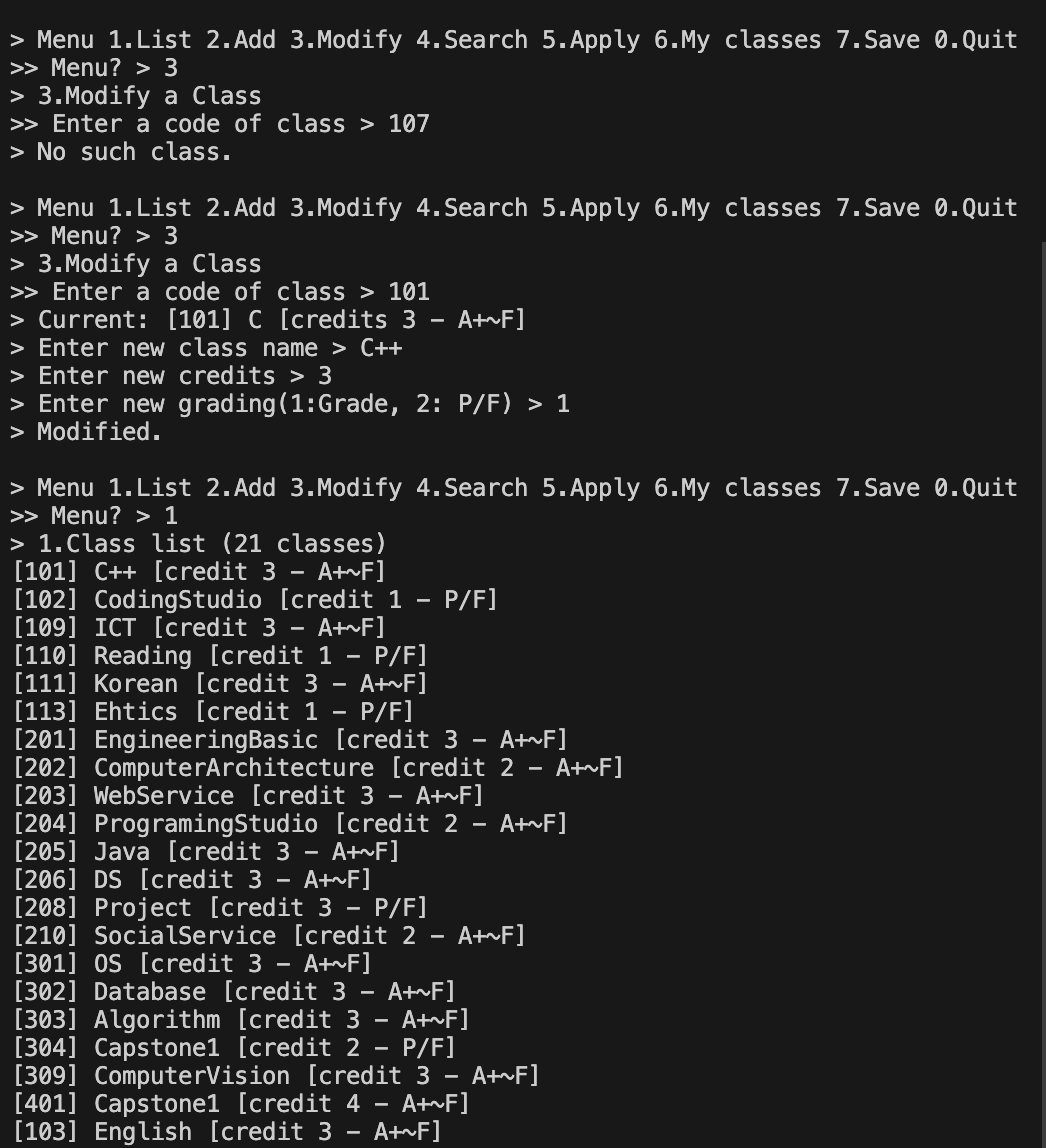 > Menu 1.List 2.Add 3.Modify 4.Search 5.Apply 6.My classes 7.Save 0.Quit
>> Menu? > 3
> 3.Modify a Class
>> Enter a code of class > 107
> No such class.
> Menu 1.List 2.Add 3.Modify 4.Search 5.Apply 6.My classes 7.Save 0.Quit
>> Menu? > 3
> 3.Modify a Class
>> Enter a code of class > 101
> Current: [101] C [credits 3 - A+~F]
> Enter new class name > C++
> Enter new credits > 3
> Enter new grading(1:Grade, 2: P/F) > 1
> Modified.
> Menu 1.List 2.Add 3.Modify 4.Search 5.Apply 6.My classes 7.Save 0.Quit
>> Menu? > 1
> 1.Class list (21 classes)
[101] C++ [credit 3 - A+~F]
[102] CodingStudio [credit 1 - P/F]
[109] ICT [credit 3 - A+~F]
[110] Reading [credit 1 - P/F]
[111] Korean [credit 3 - A+~F]
[113] Ehtics [credit 1 - P/F]
[201] EngineeringBasic [credit 3 - A+~F]
[202] ComputerArchitecture [credit 2 - A+~F]
[203] WebService [credit 3 - A+~F]
[204] ProgramingStudio [credit 2 - A+~F]
[205] Java [credit 3 - A+~F]
[206] DS [credit 3 - A+~F]
[208] Project [credit 3 - P/F]
[210] SocialService [credit 2 - A+~F]
[301] OS [credit 3 - A+~F]
[302] Database [credit 3 - A+~F]
[303] Algorithm [credit 3 - A+~F]
[304] Capstone1 [credit 2 - P/F]
[309] ComputerVision [credit 3 - A+~F]
[401] Capstone1 [credit 4 - A+~F]
[103] English [credit 3 - A+~F]